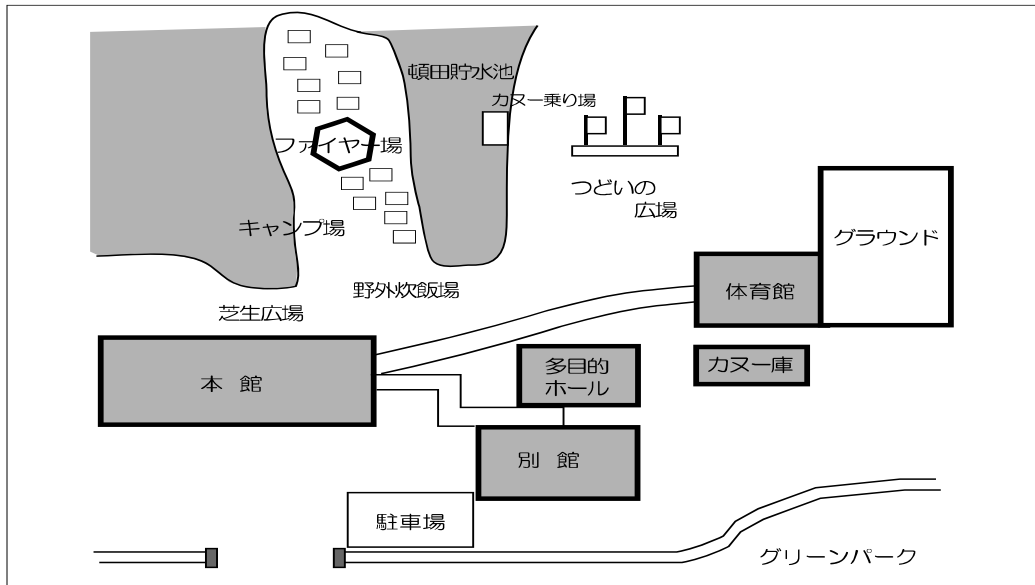 頓田貯水池
カヌー乗り場
ファイヤー場
つどいの
広場
キャンプ場
グラウンド
野外炊飯場
体育館
芝生広場
本 館
多目的
ホール
カヌー庫
別 館
駐車場
グリーンパーク